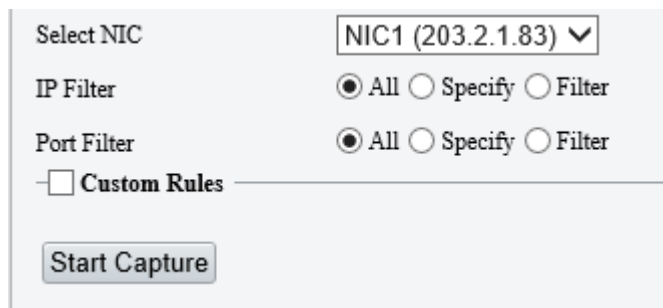 Select NIC NIC1 (203.2.1.83)
IP Filter All Specify Filter
Port Filter All Specify Filter
Custom Rules
Start Capture